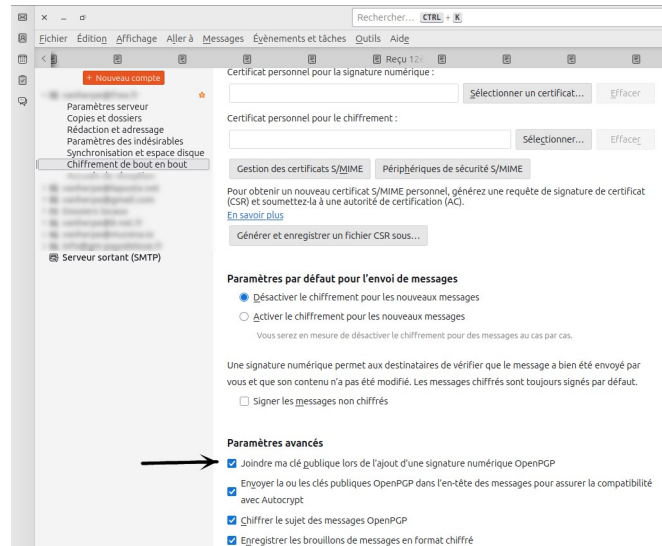 Rechercher... CTRL + K
Fichier Édition Affichage Aller à Messages Évènements et tâches Outils Aide
Reçu 12
+ Nouveau compte
Paramètres serveur
Copies et dossiers
Rédaction et adressage
Paramètres des indésirables
Synchronisation et espace disque
Chiffrement de bout en bout
Serveur sortant (SMTP)
Certificat personnel pour la signature numérique :
Sélectionner un certificat... Effacer
Certificat personnel pour le chiffrement :
Sélectionner... Effacer
Gestion des certificats S/MIME Périphériques de sécurité S/MIME
Pour obtenir un nouveau certificat S/MIME personnel, générez une requête de signature de certificat
(CSR) et soumettez-la à une autorité de certification (AC).
En savoir plus
Générer et enregistrer un fichier CSR sous...
Paramètres par défaut pour l'envoi de messages
Désactiver le chiffrement pour les nouveaux messages
Activer le chiffrement pour les nouveaux messages
Vous serez en mesure de désactiver le chiffrement pour des messages au cas par cas.
Une signature numérique permet aux destinataires de vérifier que le message a bien été envoyé par
vous et que son contenu n'a pas été modifié. Les messages chiffrés sont toujours signés par défaut.
Signer les messages non chiffrés
Paramètres avancés
Joindre ma clé publique lors de l'ajout d'une signature numérique OpenPGP
Envoyer la ou les clés publiques OpenPGP dans l'en-tête des messages pour assurer la compatibilité
avec Autocrypt
Chiffrer le sujet des messages OpenPGP
Enregistrer les brouillons de messages en format chiffré